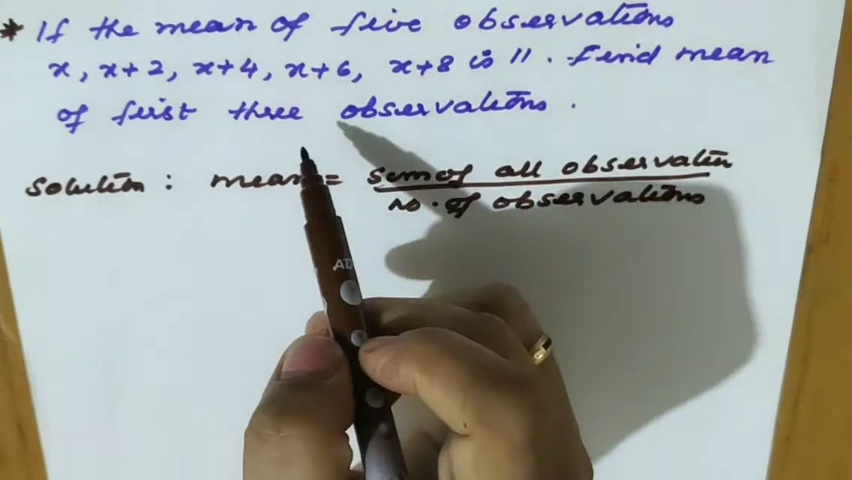 * If the mean of five observations
x, x+2, x+4, x+6, x+8 is 11. Find mean
of first three observations.
Solution : mean = sum of all observation
no. of observations